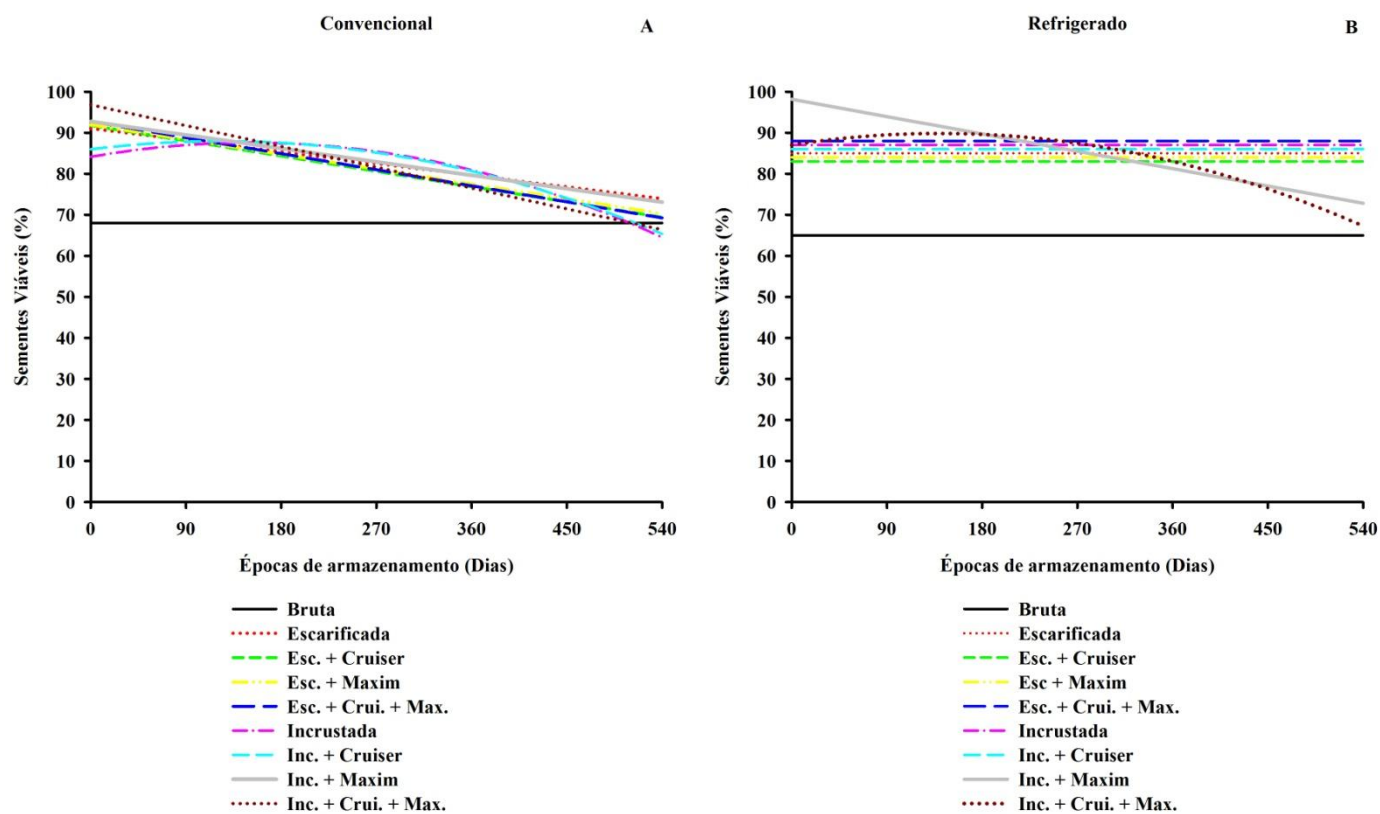 Convencional A
100
90
80
70
60
50
40
30
20
10
0
Sementes Viáveis (%)
0 90 180 270 360 450 540
Épocas de armazenamento (Dias)
Bruta
Escarificada
Esc. + Cruiser
Esc. + Maxim
Esc. + Crui. + Max.
Incrustada
Inc. + Cruiser
Inc. + Maxim
Inc. + Crui. + Max.
Refrigerado B
100
90
80
70
60
50
40
30
20
10
0
Sementes Viáveis (%)
0 90 180 270 360 450 540
Épocas de armazenamento (Dias)
Bruta
Escarificada
Esc. + Cruiser
Esc + Maxim
Esc. + Crui. + Max.
Incrustada
Inc. + Cruiser
Inc. + Maxim
Inc. + Crui. + Max.